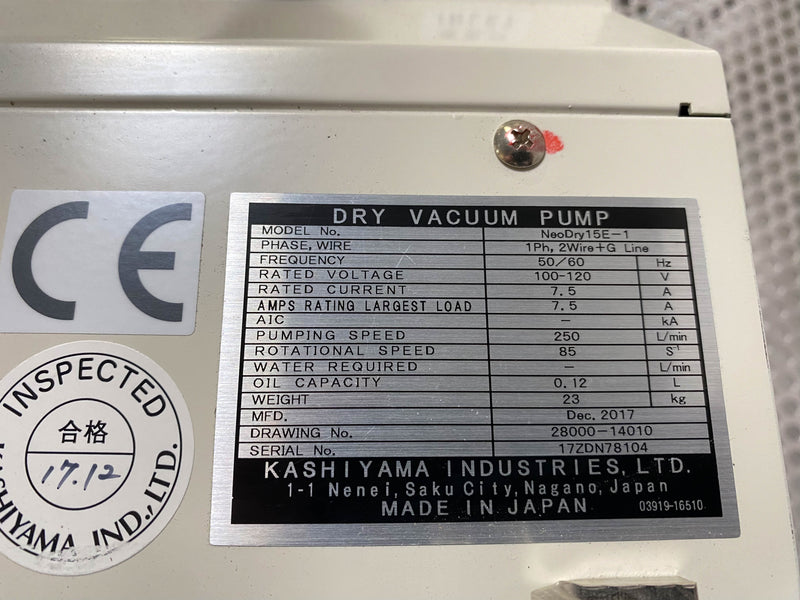 CE
DRY VACUUM PUMP
MODEL No. NeoDry15E-1
PHASE, WIRE 1Ph, 2Wire+G Line
FREQUENCY 50/60 Hz
RATED VOLTAGE 100-120 V
RATED CURRENT 7.5 A
AMPS RATING LARGEST LOAD 7.5 A
AIC — kA
PUMPING SPEED 250 L/min
ROTATIONAL SPEED 85 S⁻¹
WATER REQUIRED — L/min
OIL CAPACITY 0.12 L
WEIGHT 23 kg
MFD. Dec. 2017
DRAWING No. 28000-14010
SERIAL No. 17ZDN78104
KASHIYAMA INDUSTRIES, LTD.
1-1 Nenei, Saku City, Nagano, Japan
MADE IN JAPAN 03919-16510
INSPECTED
合格
17.12
KASHIYAMA IND., LTD.